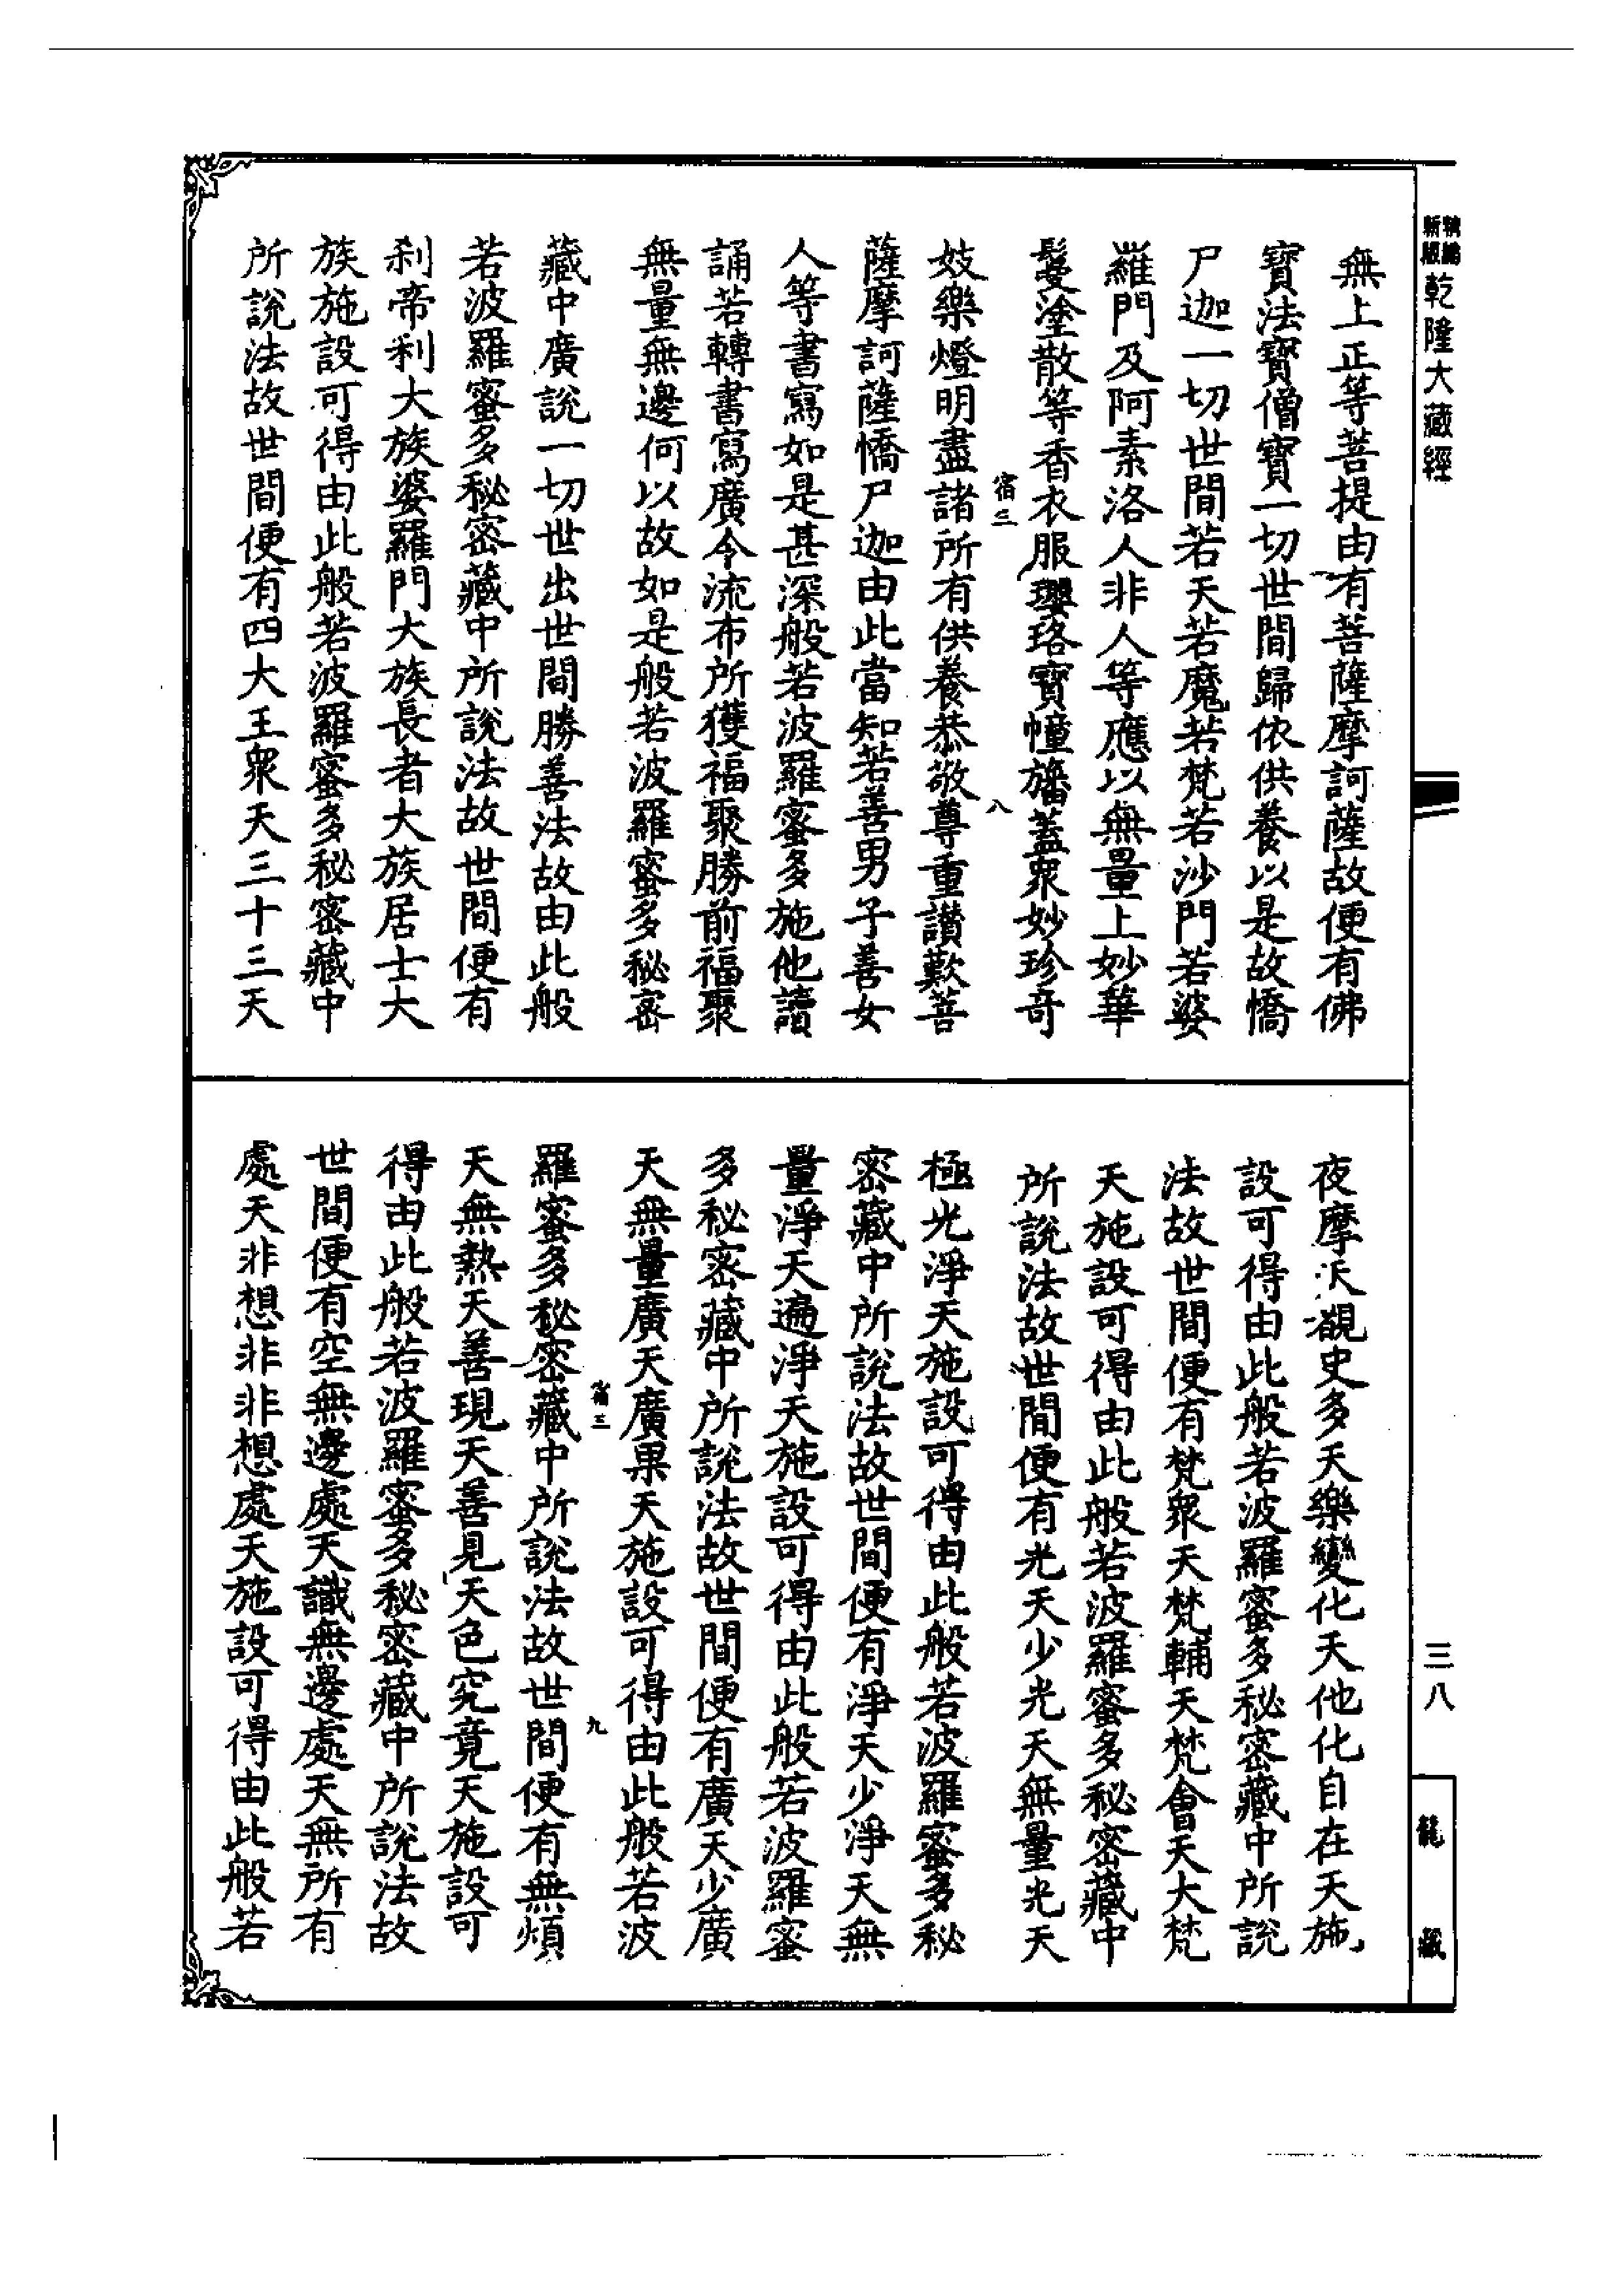 乾隆大藏經
無上正等菩提由有菩薩摩訶薩故便有佛
寶法寶僧寶一切世間歸依供養以是故憍
尸迦一切世間若天若魔若梵若沙門若婆
羅門及阿素洛人非人等應以無量上妙華
鬘塗散等香衣服瓔珞寶幢旛蓋衆妙珍奇
宿三 八
妓樂燈明盡諸所有供養恭敬尊重讚歎菩
薩摩訶薩憍尸迦由此當知若善男子善女
人等書寫如是甚深般若波羅蜜多施他讀
誦若轉書寫廣令流布所獲福聚勝前福聚
無量無邊何以故如是般若波羅蜜多秘密
藏中廣說一切世出世間勝善法故由此般
若波羅蜜多秘密藏中所說法故世間便有
刹帝利大族婆羅門大族長者大族居士大
族施設可得由此般若波羅蜜多秘密藏中
所說法故世間便有四大王衆天三十三天
夜摩天覩史多天樂變化天他化自在天施
設可得由此般若波羅蜜多秘密藏中所說
法故世間便有梵衆天梵輔天梵會天大梵
天施設可得由此般若波羅蜜多秘密藏中
所說法故世間便有光天少光天無量光天
極光淨天施設可得由此般若波羅蜜多秘
密藏中所說法故世間便有淨天少淨天無
量淨天遍淨天施設可得由此般若波羅蜜
多秘密藏中所說法故世間便有廣天少廣
天無量廣天廣果天施設可得由此般若波
宿三 九
羅蜜多秘密藏中所說法故世間便有無煩
天無熱天善現天善見天色究竟天施設可
得由此般若波羅蜜多秘密藏中所說法故
世間便有空無邊處天識無邊處天無所有
處天非想非非想處天施設可得由此般若
三八
龍藏